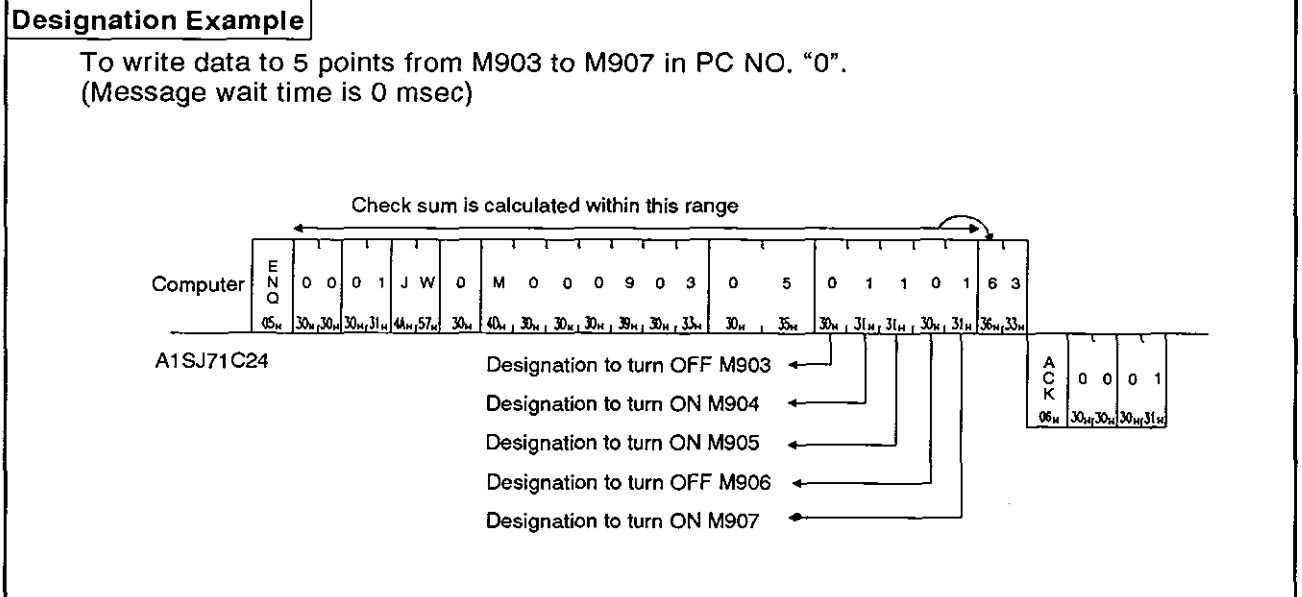 Designation Example
To write data to 5 points from M903 to M907 in PC NO. “0”.
(Message wait time is 0 msec)
Check sum is calculated within this range
Computer ENQ 0 0 0 1 J W 0 M 0 0 0 9 0 3 0 5 0 1 1 0 1 6 3
05H 30H 30H 30H 31H 4AH 57H 30H 4DH 30H 30H 30H 39H 30H 33H 30H 35H 30H 31H 31H 30H 31H 36H 33H
A1SJ71C24
Designation to turn OFF M903
Designation to turn ON M904
Designation to turn ON M905
Designation to turn OFF M906
Designation to turn ON M907
ACK 0 0 0 1
06H 30H 30H 30H 31H